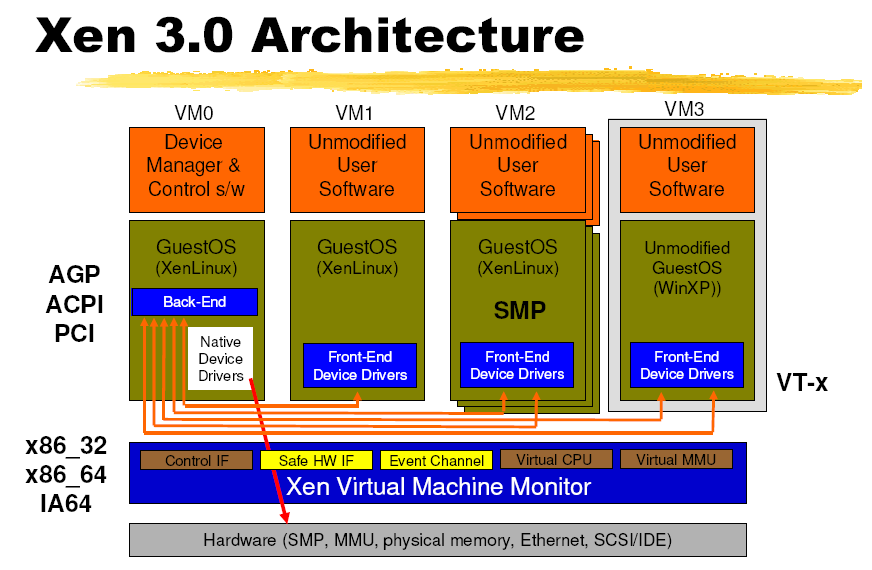 Xen 3.0 Architecture
VM0
VM1
VM2
VM3
Device
Manager &
Control s/w
Unmodified
User
Software
Unmodified
User
Software
Unmodified
User
Software
GuestOS
(XenLinux)
GuestOS
(XenLinux)
GuestOS
(XenLinux)
Unmodified
GuestOS
(WinXP))
AGP
ACPI
PCI
Back-End
SMP
Native
Device
Drivers
Front-End
Device Drivers
Front-End
Device Drivers
Front-End
Device Drivers
VT-x
x86_32
x86_64
IA64
Control IF
Safe HW IF
Event Channel
Virtual CPU
Virtual MMU
Xen Virtual Machine Monitor
Hardware (SMP, MMU, physical memory, Ethernet, SCSI/IDE)